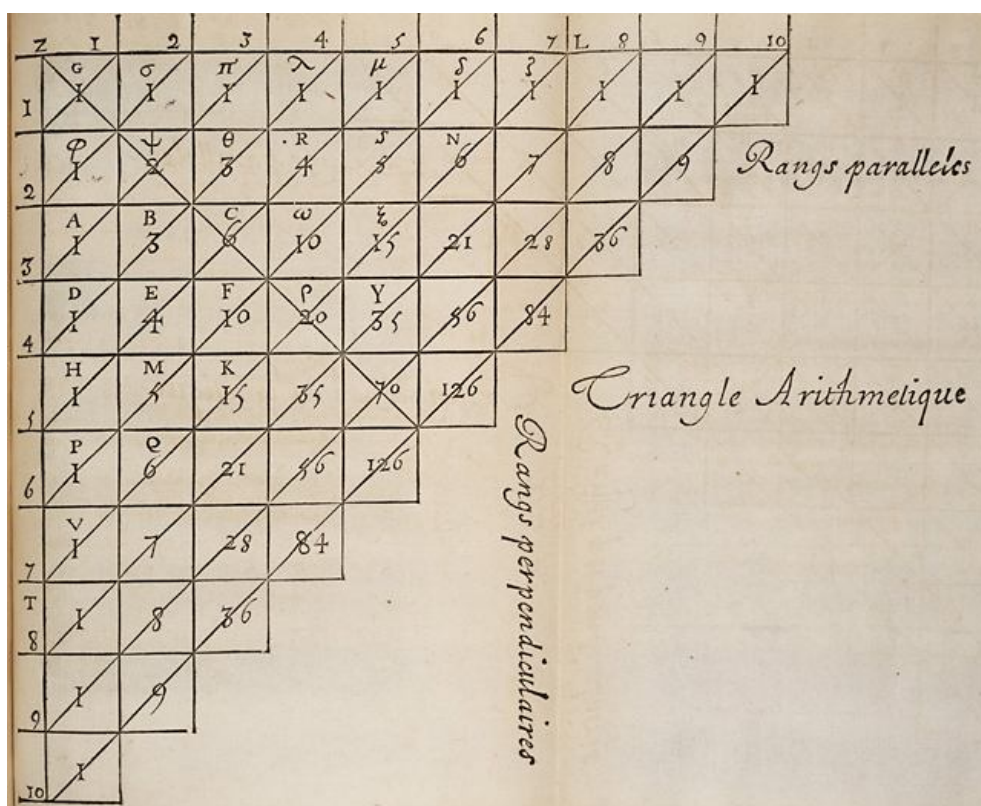 Z 1 2 3 4 5 6 7 L 8 9 10
G σ π λ μ δ ζ
1 1 1 1 1 1 1 1 1 1 1
φ ψ θ R S N
2 1 2 3 4 5 6 7 8 9 Rangs paralleles
A B C ω ξ
3 1 3 6 10 15 21 28 36
D E F ρ Y
4 1 4 10 20 35 56 84
H M K
5 1 5 15 35 70 126
Triangle Arithmetique
P Q
6 1 6 21 56 126
V
7 1 7 28 84
T
8 1 8 36
9 1 9
10 1
Rangs perpendiculaires